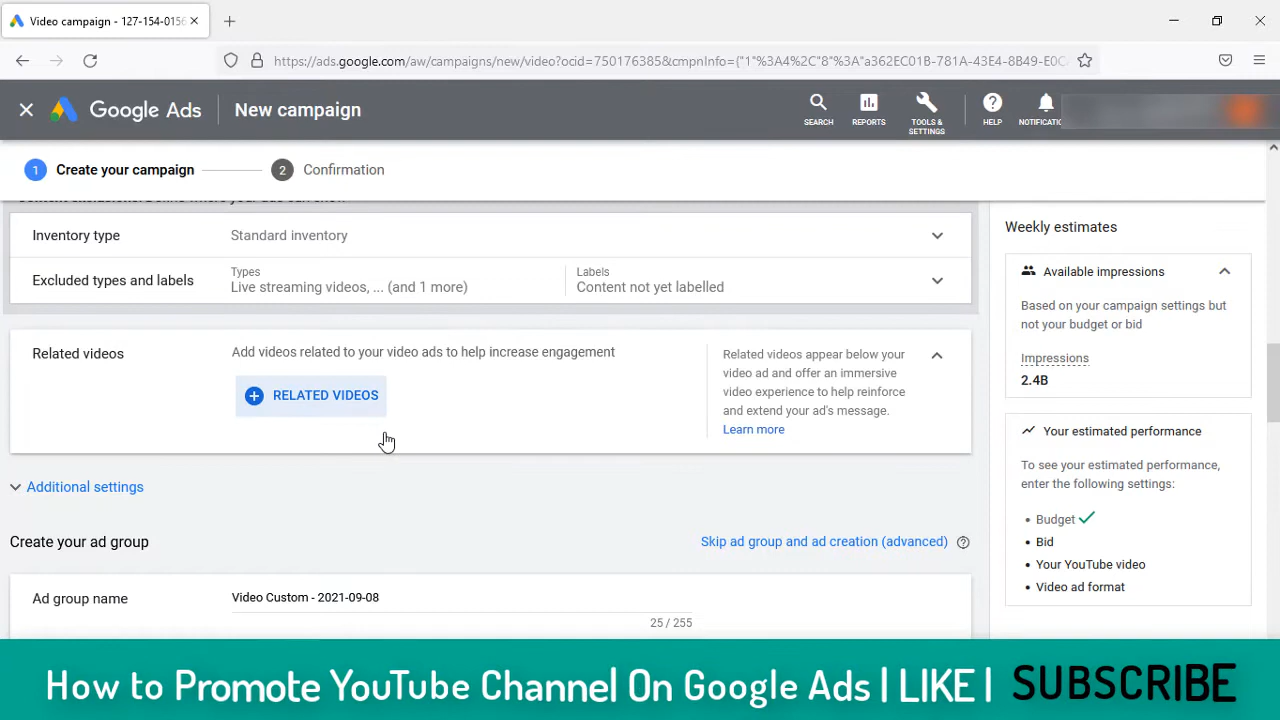 Video campaign - 127-154-0156
https://ads.google.com/aw/campaigns/new/video?ocid=750176385&cmpnInfo={"1"%3A4%2C"8"%3A"a362EC01B-781A-43E4-8B49-E0C
Google Ads
New campaign
SEARCH
REPORTS
TOOLS &
SETTINGS
HELP
NOTIFICATIO
1 Create your campaign
2 Confirmation
Inventory type
Standard inventory
Excluded types and labels
Types
Live streaming videos, ... (and 1 more)
Labels
Content not yet labelled
Related videos
Add videos related to your video ads to help increase engagement
RELATED VIDEOS
Related videos appear below your
video ad and offer an immersive
video experience to help reinforce
and extend your ad's message.
Learn more
Additional settings
Create your ad group
Skip ad group and ad creation (advanced)
Ad group name
Video Custom - 2021-09-08
25 / 255
Weekly estimates
Available impressions
Based on your campaign settings but
not your budget or bid
Impressions
2.4B
Your estimated performance
To see your estimated performance,
enter the following settings:
• Budget
• Bid
• Your YouTube video
• Video ad format
How to Promote YouTube Channel On Google Ads | LIKE | SUBSCRIBE